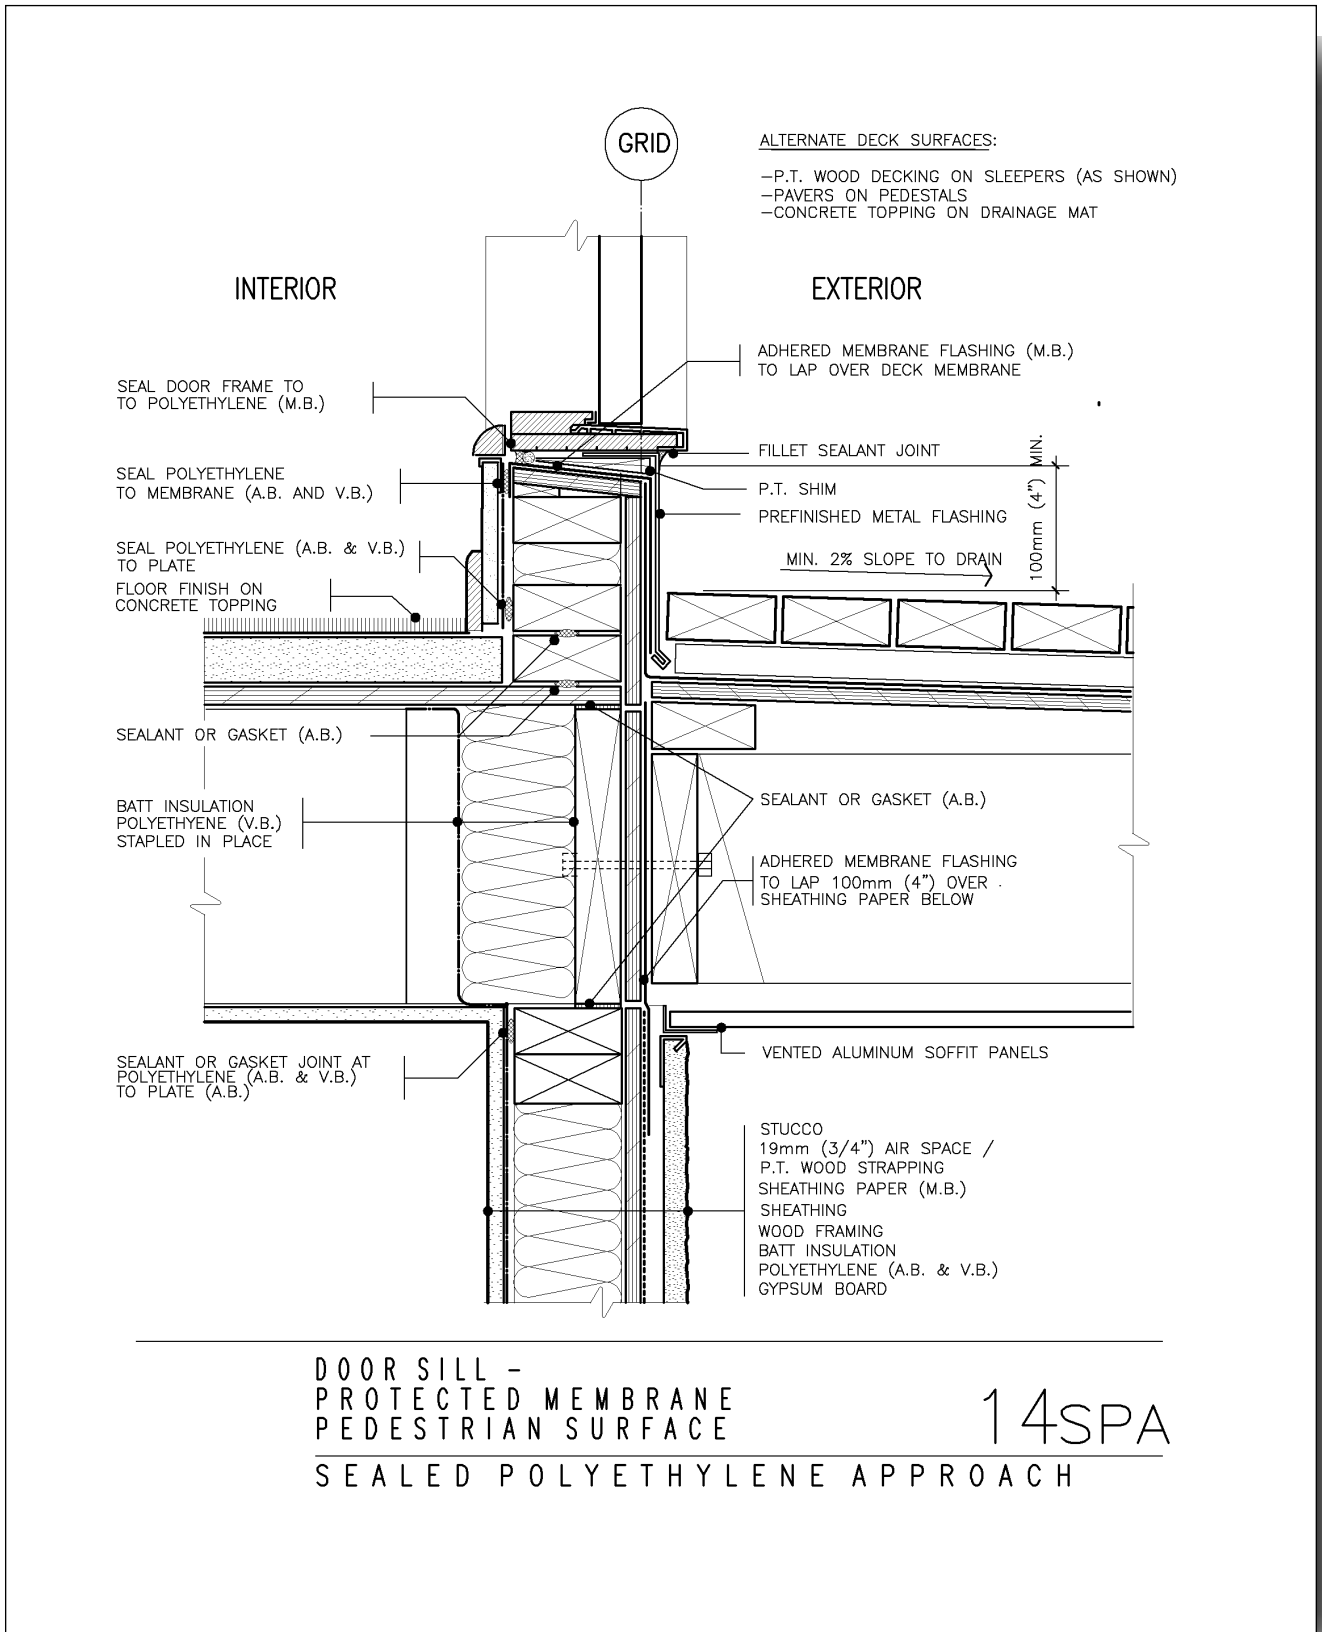 GRID
ALTERNATE DECK SURFACES:
-P.T. WOOD DECKING ON SLEEPERS (AS SHOWN)
-PAVERS ON PEDESTALS
-CONCRETE TOPPING ON DRAINAGE MAT
INTERIOR
EXTERIOR
ADHERED MEMBRANE FLASHING (M.B.)
TO LAP OVER DECK MEMBRANE
SEAL DOOR FRAME TO
TO POLYETHYLENE (M.B.)
FILLET SEALANT JOINT
SEAL POLYETHYLENE
TO MEMBRANE (A.B. AND V.B.)
P.T. SHIM
PREFINISHED METAL FLASHING
100mm (4") MIN.
SEAL POLYETHYLENE (A.B. & V.B.)
TO PLATE
MIN. 2% SLOPE TO DRAIN
FLOOR FINISH ON
CONCRETE TOPPING
SEALANT OR GASKET (A.B.)
SEALANT OR GASKET (A.B.)
BATT INSULATION
POLYETHYENE (V.B.)
STAPLED IN PLACE
ADHERED MEMBRANE FLASHING
TO LAP 100mm (4") OVER
SHEATHING PAPER BELOW
VENTED ALUMINUM SOFFIT PANELS
SEALANT OR GASKET JOINT AT
POLYETHYLENE (A.B. & V.B.)
TO PLATE (A.B.)
STUCCO
19mm (3/4") AIR SPACE /
P.T. WOOD STRAPPING
SHEATHING PAPER (M.B.)
SHEATHING
WOOD FRAMING
BATT INSULATION
POLYETHYLENE (A.B. & V.B.)
GYPSUM BOARD
DOOR SILL -
PROTECTED MEMBRANE
PEDESTRIAN SURFACE
14SPA
SEALED POLYETHYLENE APPROACH